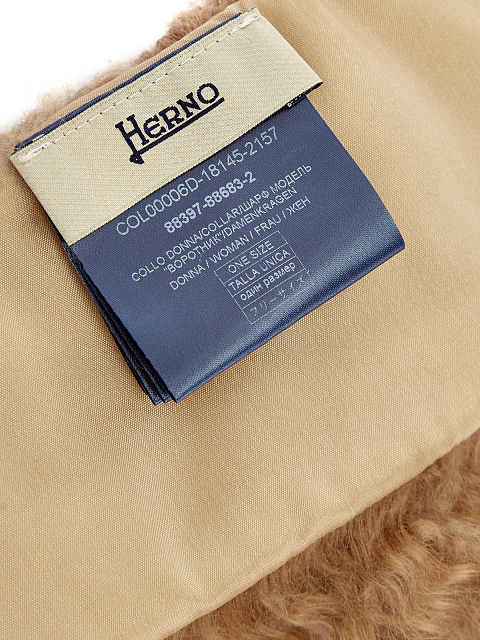 HERNO
COL00006D-18145-2157
88397-88683-2
COLLO DONNA/COLLAR/ШАРФ МОДЕЛЬ
"ВОРОТНИК"/DAMENKRAGEN
DONNA / WOMAN / FRAU / ЖЕН
ONE SIZE
TALLA UNICA
один размер
フリーサイズ